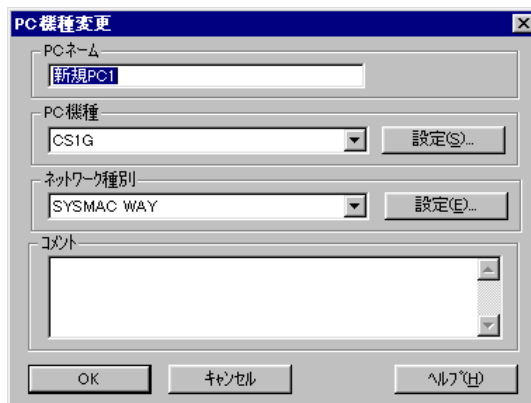 PC機種変更
PCネーム
新規PC1
PC機種
CS1G
設定(S)...
ネットワーク種別
SYSMAC WAY
設定(E)...
コメント
OK
キャンセル
ヘルプ(H)